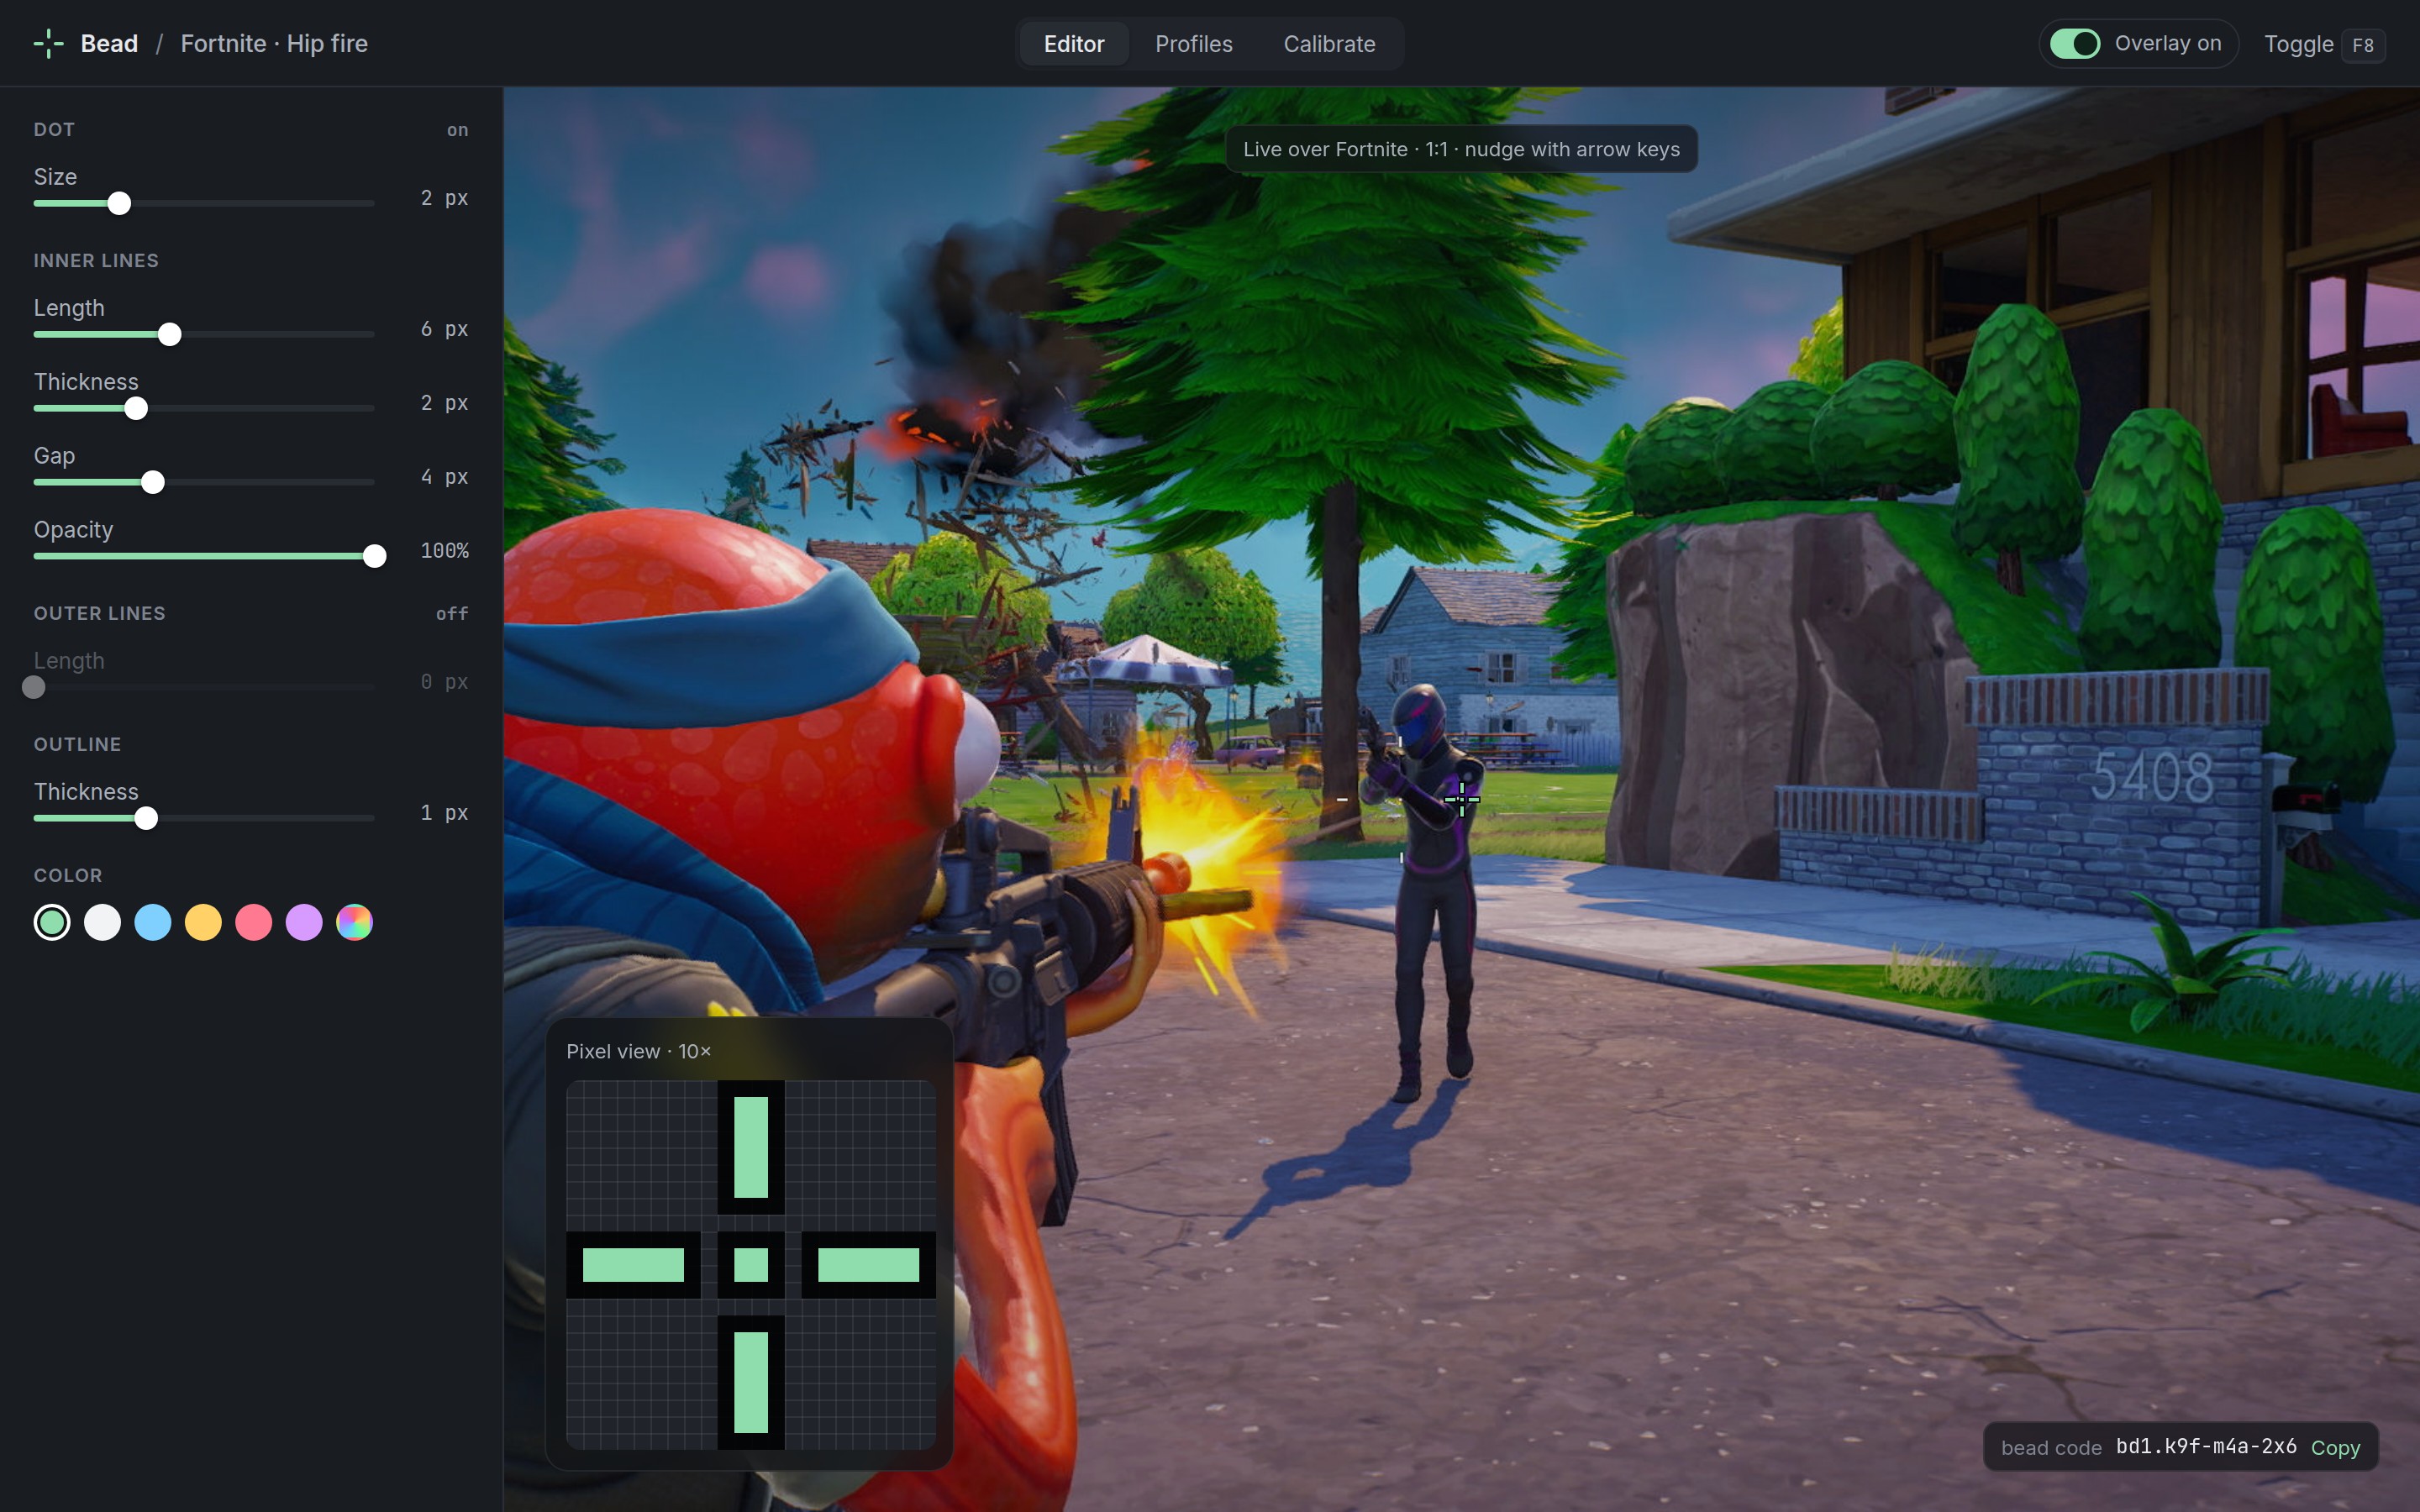 Bead / Fortnite · Hip fire
Editor
Profiles
Calibrate
Overlay on
Toggle F8
DOT on
Size
2 px
INNER LINES
Length
6 px
Thickness
2 px
Gap
4 px
Opacity
100%
OUTER LINES off
Length
0 px
OUTLINE
Thickness
1 px
COLOR
Live over Fortnite · 1:1 · nudge with arrow keys
5408
Pixel view · 10×
bead code bd1.k9f-m4a-2x6 Copy